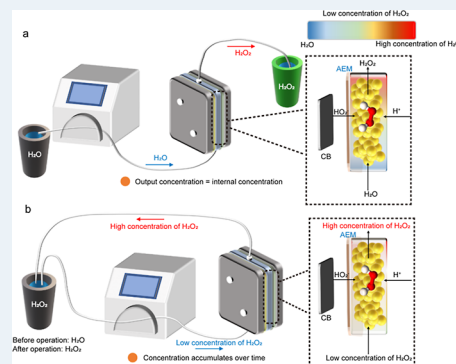 Low concentration of H₂O₂
a
H₂O
High concentration of H₂
H₂O₂
H₂O₂
AEM
H₂O₂
HO₂⁻
H⁺
CB
H₂O
H₂O
H₂O
Output concentration = internal concentration
b
High concentration of H₂O₂
High concentration of H₂O₂
AEM
HO₂⁻
H⁺
CB
H₂O₂
Before operation: H₂O
After operation: H₂O₂
Low concentration of H₂O₂
Low concentration of H₂O₂
Concentration accumulates over time